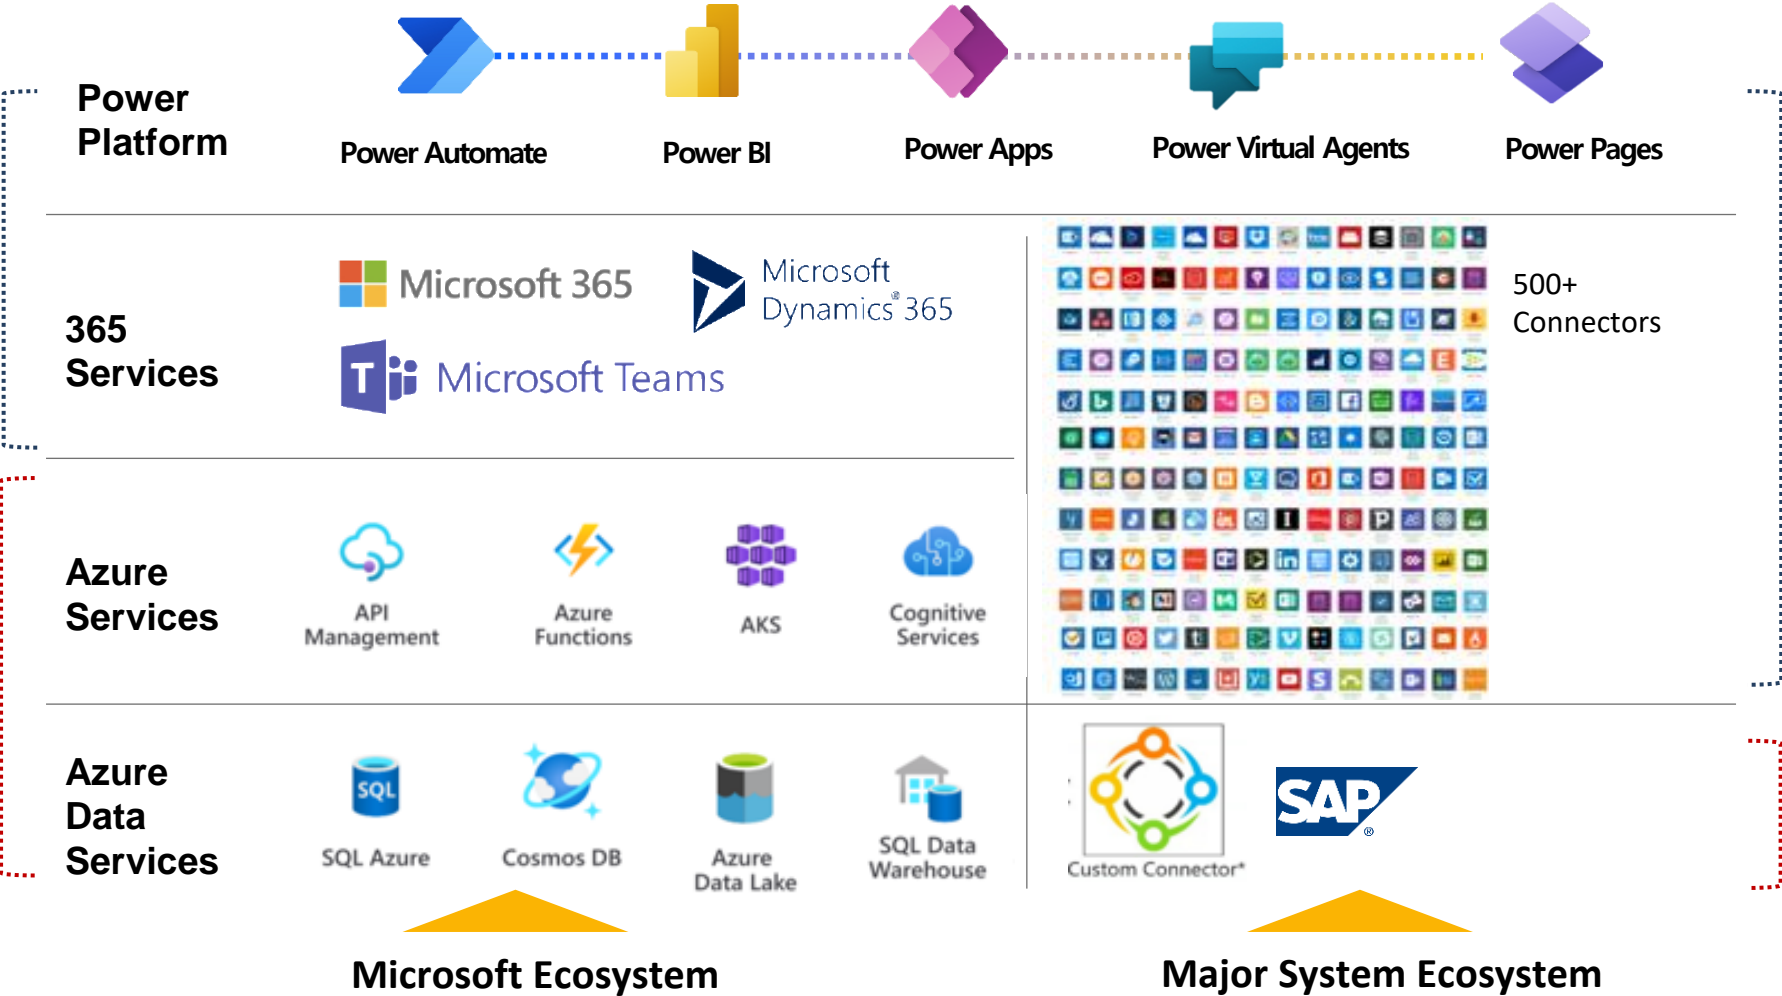 Power
Platform
Power Automate
Power BI
Power Apps
Power Virtual Agents
Power Pages
365
Services
Microsoft 365
Microsoft
Dynamics® 365
Microsoft Teams
500+
Connectors
Azure
Services
API
Management
Azure
Functions
AKS
Cognitive
Services
Azure
Data
Services
SQL
SQL Azure
Cosmos DB
Azure
Data Lake
SQL Data
Warehouse
Custom Connector*
SAP®
Microsoft Ecosystem
Major System Ecosystem